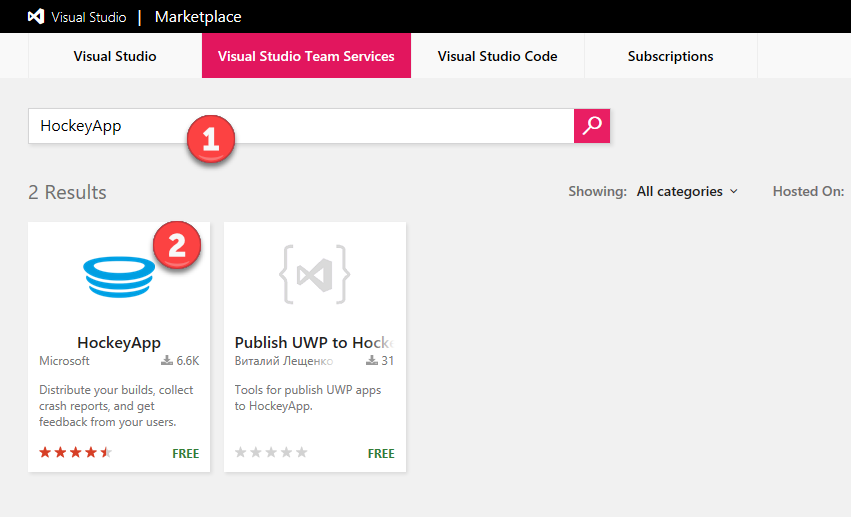 Visual Studio | Marketplace
Visual Studio Visual Studio Team Services Visual Studio Code Subscriptions
HockeyApp
1
2 Results
Showing: All categories Hosted On:
2
HockeyApp
Microsoft 6.6K
Distribute your builds, collect
crash reports, and get
feedback from your users.
FREE
Publish UWP to Hocke
Виталий Лещенко 31
Tools for publish UWP apps
to HockeyApp.
FREE